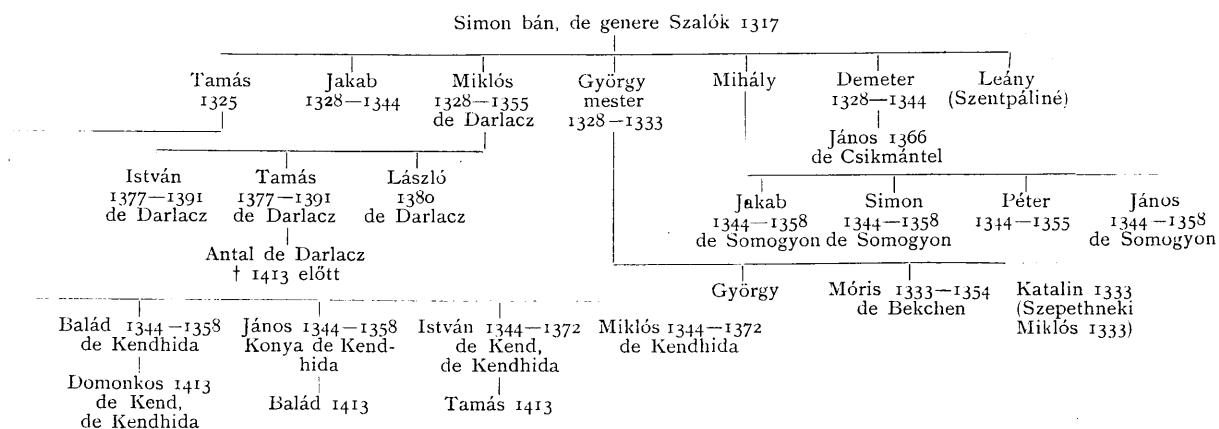 Simon bán, de genere Szalók 1317
Tamás
1325
Jakab
1328—1344
Miklós
1328—1355
de Darlacz
György
mester
1328—1333
Mihály
Demeter
1328—1344
Leány
(Szentpáliné)
János 1366
de Csikmántel
István
1377—1391
de Darlacz
Tamás
1377—1391
de Darlacz
László
1380
de Darlacz
Jakab
1344—1358
de Somogyon
Simon
1344—1358
de Somogyon
Péter
1344—1355
János
1344—1358
de Somogyon
Antal de Darlacz
† 1413 előtt
György
Móris 1333—1354
de Bekchen
Katalin 1333
(Szepethneki
Miklós 1333)
Balád 1344—1358
de Kendhida
János 1344—1358
Konya de Kend-
hida
István 1344—1372
de Kend,
de Kendhida
Miklós 1344—1372
de Kendhida
Domonkos 1413
de Kend,
de Kendhida
Balád 1413
Tamás 1413